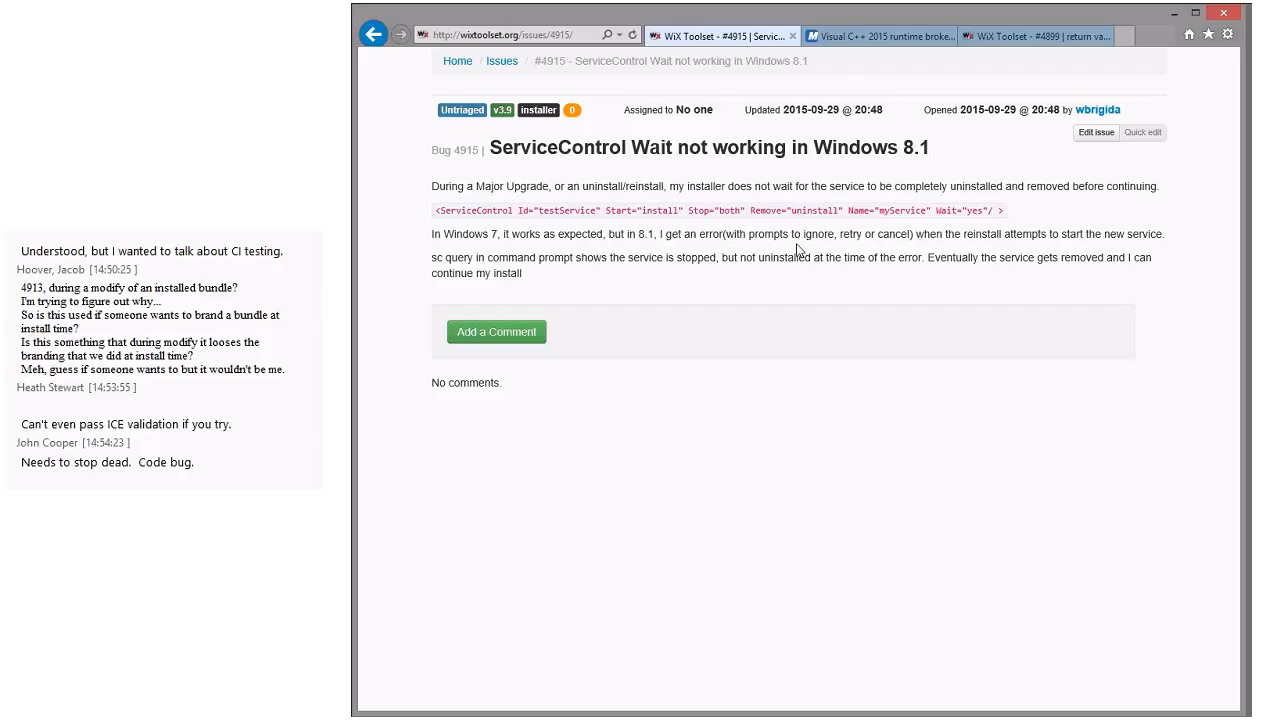 Understood, but I wanted to talk about CI testing.
Hoover, Jacob [14:50:25 ]
4913, during a modify of an installed bundle?
I'm trying to figure out why...
So is this used if someone wants to brand a bundle at
install time?
Is this something that during modify it looses the
branding that we did at install time?
Meh, guess if someone wants to but it wouldn't be me.
Heath Stewart [14:53:55 ]
Can't even pass ICE validation if you try.
John Cooper [14:54:23 ]
Needs to stop dead.  Code bug.
http://wixtoolset.org/issues/4915/
WiX Toolset - #4915 | Servic...
Visual C++ 2015 runtime broke...
WiX Toolset - #4899 | return va...
Home / Issues / #4915 - ServiceControl Wait not working in Windows 8.1
Untriaged v3.9 installer 0 Assigned to No one Updated 2015-09-29 @ 20:48 Opened 2015-09-29 @ 20:48 by wbrigida
Edit issue Quick edit
Bug 4915 | ServiceControl Wait not working in Windows 8.1
During a Major Upgrade, or an uninstall/reinstall, my installer does not wait for the service to be completely uninstalled and removed before continuing.
<ServiceControl Id="testService" Start="install" Stop="both" Remove="uninstall" Name="myService" Wait="yes"/ >
In Windows 7, it works as expected, but in 8.1, I get an error(with prompts to ignore, retry or cancel) when the reinstall attempts to start the new service.
sc query in command prompt shows the service is stopped, but not uninstalled at the time of the error. Eventually the service gets removed and I can
continue my install
Add a Comment
No comments.